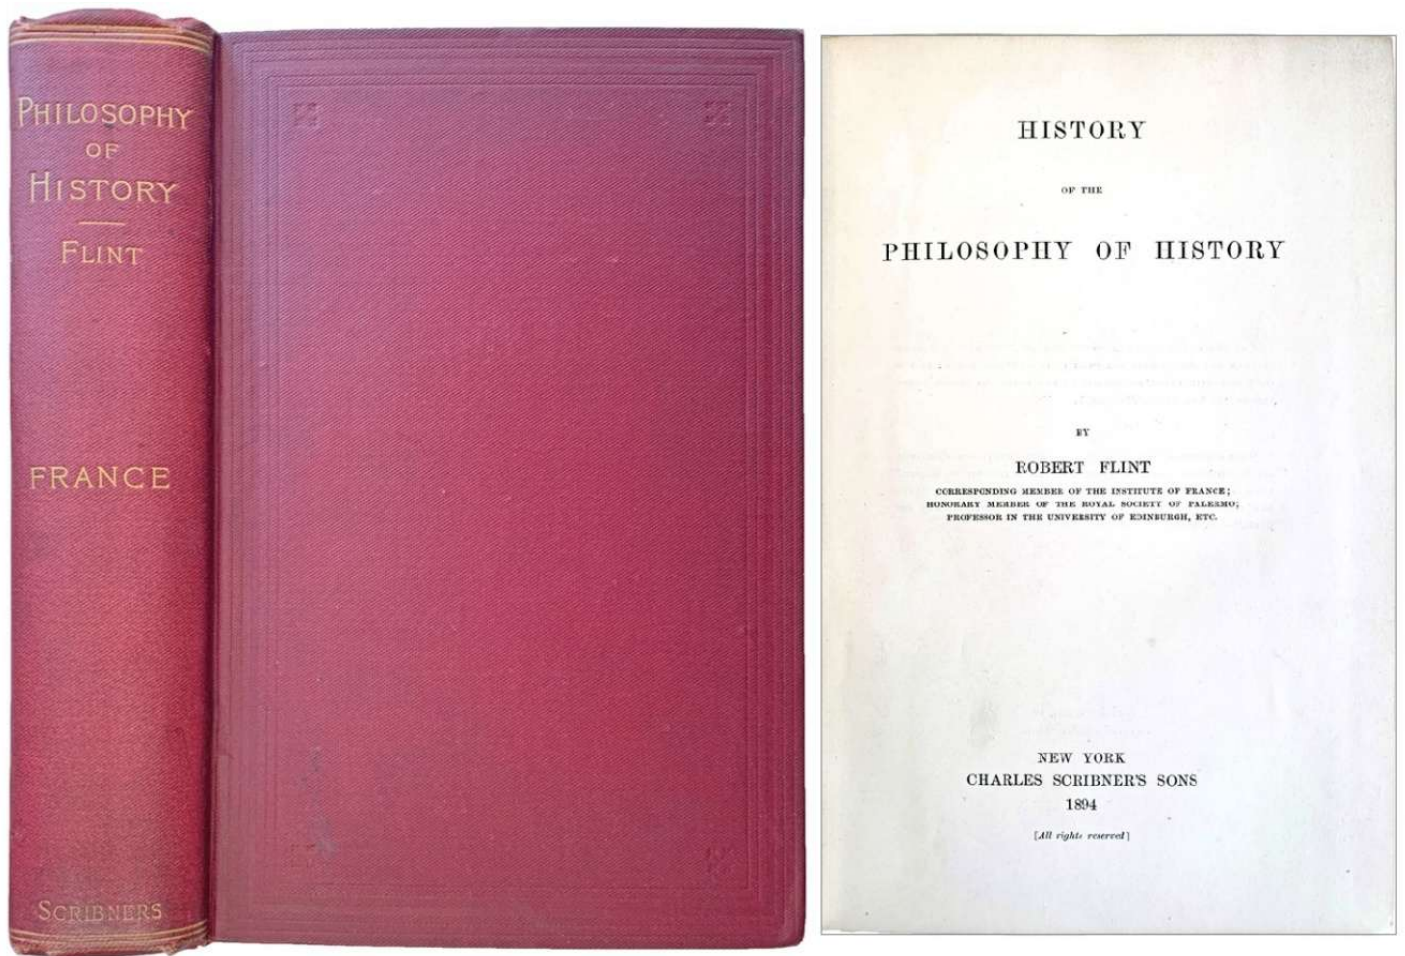 PHILOSOPHY
OF
HISTORY
FLINT
FRANCE
SCRIBNERS
HISTORY
OF THE
PHILOSOPHY OF HISTORY
BY
ROBERT FLINT
CORRESPONDING MEMBER OF THE INSTITUTE OF FRANCE;
HONORARY MEMBER OF THE ROYAL SOCIETY OF PALERMO;
PROFESSOR IN THE UNIVERSITY OF EDINBURGH, ETC.
NEW YORK
CHARLES SCRIBNER'S SONS
1894
[All rights reserved]